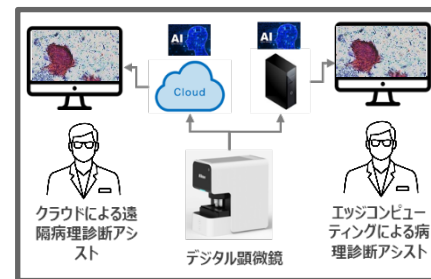 AI
AI
Cloud
クラウドによる遠
隔病理診断アシ
スト
デジタル顕微鏡
エッジコンピュー
ティングによる病
理診断アシスト